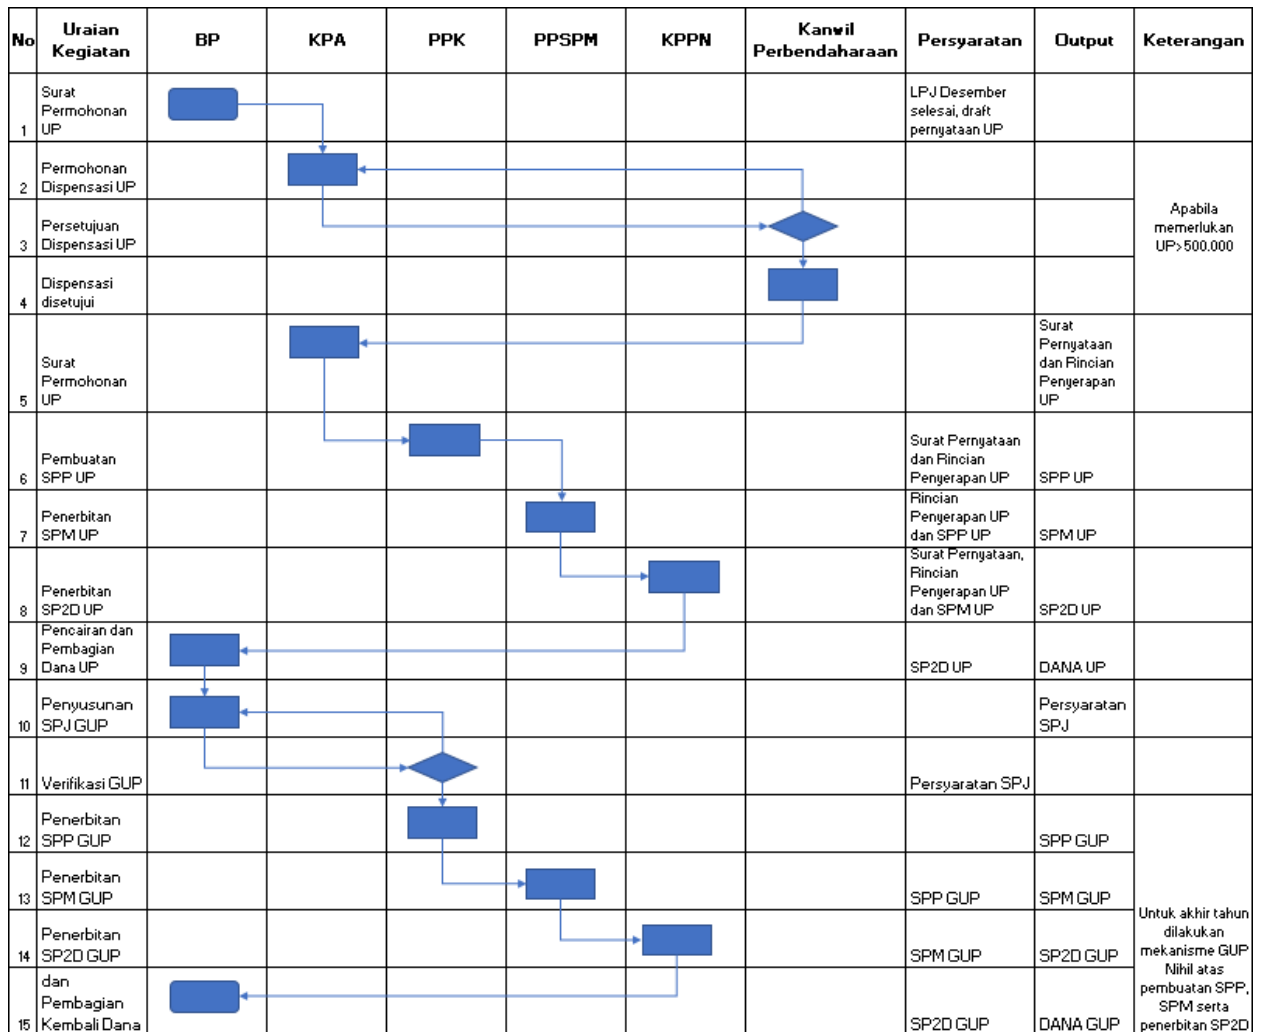 No
Uraian
Kegiatan
BP
KPA
PPK
PPSPM
KPPN
Kanwil
Perbendaharaan
Persyaratan
Output
Keterangan
1
Surat
Permohonan
UP
LPJ Desember
selesai, draft
pernyataan UP
2
Permohonan
Dispensasi UP
3
Persetujuan
Dispensasi UP
Apabila
memerlukan
UP>500.000
4
Dispensasi
disetujui
5
Surat
Permohonan
UP
Surat
Pernyataan
dan Rincian
Penyerapan
UP
6
Pembuatan
SPP UP
Surat Pernyataan
dan Rincian
Penyerapan UP
SPP UP
7
Penerbitan
SPM UP
Rincian
Penyerapan UP
dan SPP UP
SPM UP
8
Penerbitan
SP2D UP
Surat Pernyataan,
Rincian
Penyerapan UP
dan SPM UP
SP2D UP
9
Pencairan dan
Pembagian
Dana UP
SP2D UP
DANA UP
10
Penyusunan
SPJ GUP
Persyaratan
SPJ
11
Verifikasi GUP
Persyaratan SPJ
12
Penerbitan
SPP GUP
SPP GUP
13
Penerbitan
SPM GUP
SPP GUP
SPM GUP
14
Penerbitan
SP2D GUP
SPM GUP
SP2D GUP
15
dan
Pembagian
Kembali Dana
SP2D GUP
DANA GUP
Untuk akhir tahun
dilakukan
mekanisme GUP
Nihil atas
pembuatan SPP,
SPM serta
penerbitan SP2D